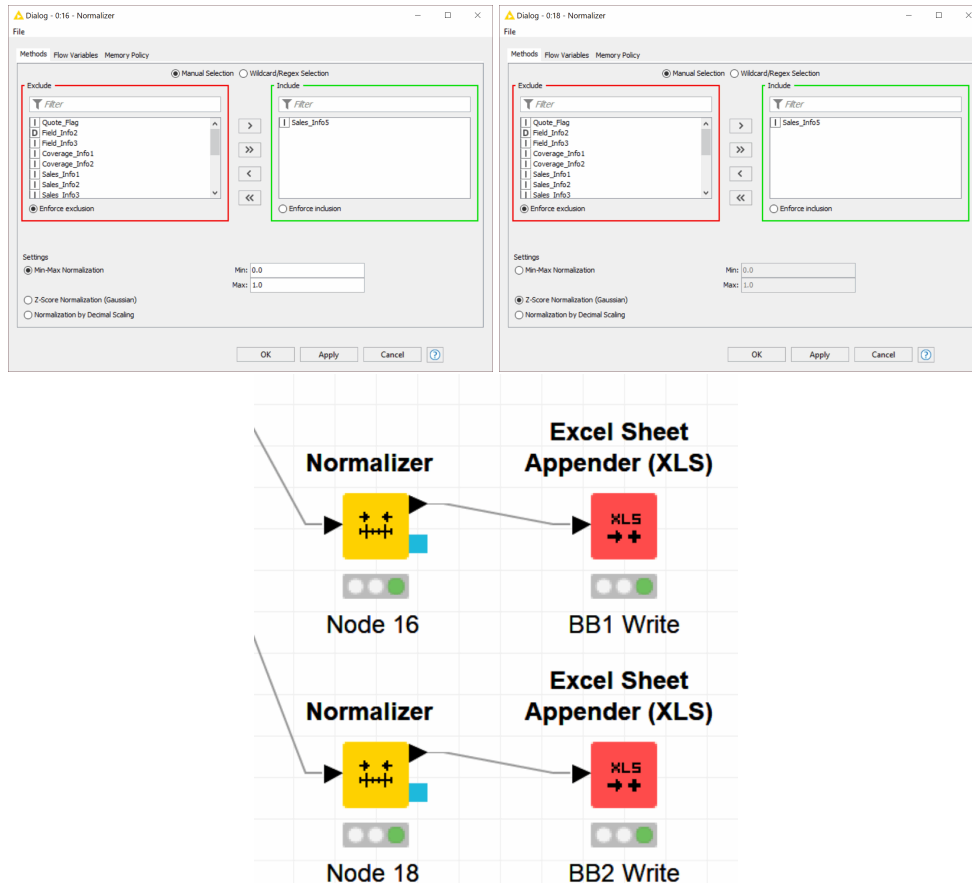 Dialog - 0:16 - Normalizer
File
Methods Flow Variables Memory Policy
Manual Selection Wildcard/Regex Selection
Exclude
Include
Filter
Filter
I Quote_Flag
D Field_Info2
I Field_Info3
I Coverage_Info1
I Coverage_Info2
I Sales_Info1
I Sales_Info2
I Sales_Info3
I Sales_Info5
Enforce exclusion
Enforce inclusion
Settings
Min-Max Normalization
Min: 0.0
Max: 1.0
Z-Score Normalization (Gaussian)
Normalization by Decimal Scaling
OK Apply Cancel ?
Dialog - 0:18 - Normalizer
File
Methods Flow Variables Memory Policy
Manual Selection Wildcard/Regex Selection
Exclude
Include
Filter
Filter
I Quote_Flag
D Field_Info2
I Field_Info3
I Coverage_Info1
I Coverage_Info2
I Sales_Info1
I Sales_Info2
I Sales_Info3
I Sales_Info5
Enforce exclusion
Enforce inclusion
Settings
Min-Max Normalization
Min: 0.0
Max: 1.0
Z-Score Normalization (Gaussian)
Normalization by Decimal Scaling
OK Apply Cancel ?
Normalizer
Excel Sheet
Appender (XLS)
XLS
Node 16
BB1 Write
Normalizer
Excel Sheet
Appender (XLS)
XLS
Node 18
BB2 Write